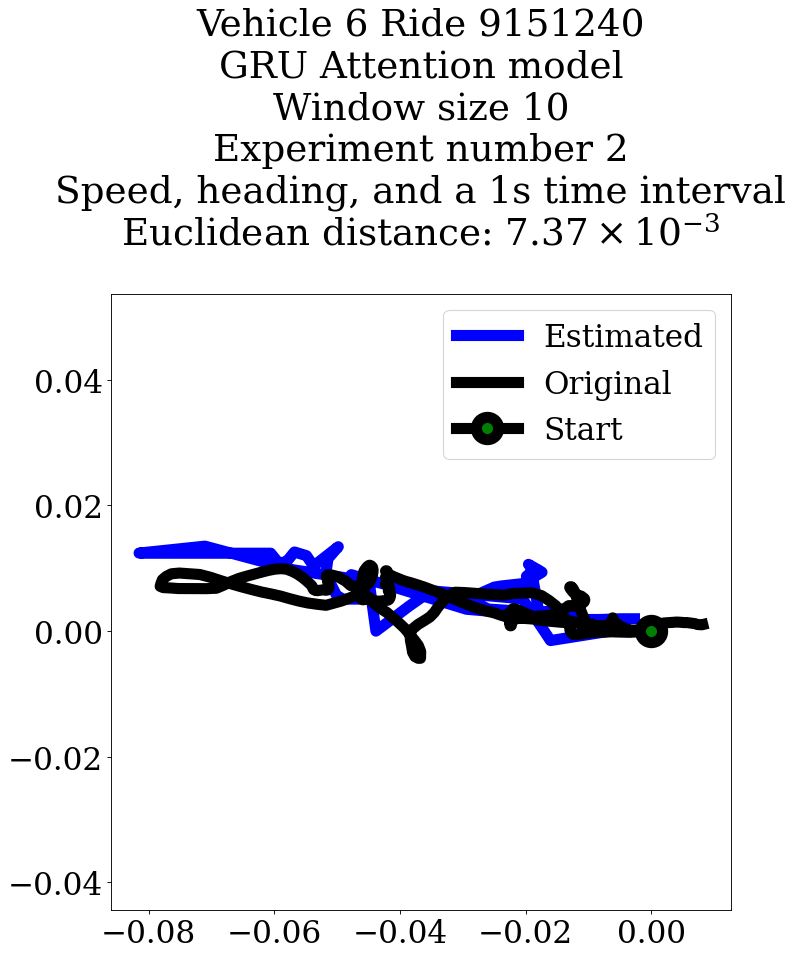 Vehicle 6 Ride 9151240
GRU Attention model
Window size 10
Experiment number 2
Speed, heading, and a 1s time interval
Euclidean distance: 7.37 × 10⁻³
Estimated
Original
Start
0.04
0.02
0.00
−0.02
−0.04
−0.08 −0.06 −0.04 −0.02 0.00